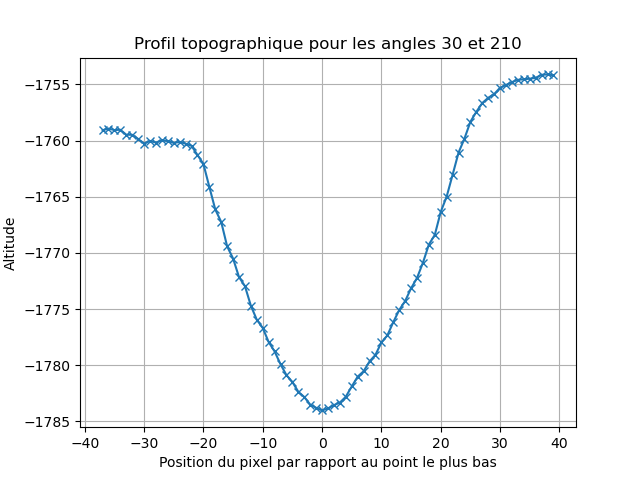 Profil topographique pour les angles 30 et 210
Altitude
−1755
−1760
−1765
−1770
−1775
−1780
−1785
−40 −30 −20 −10 0 10 20 30 40
Position du pixel par rapport au point le plus bas